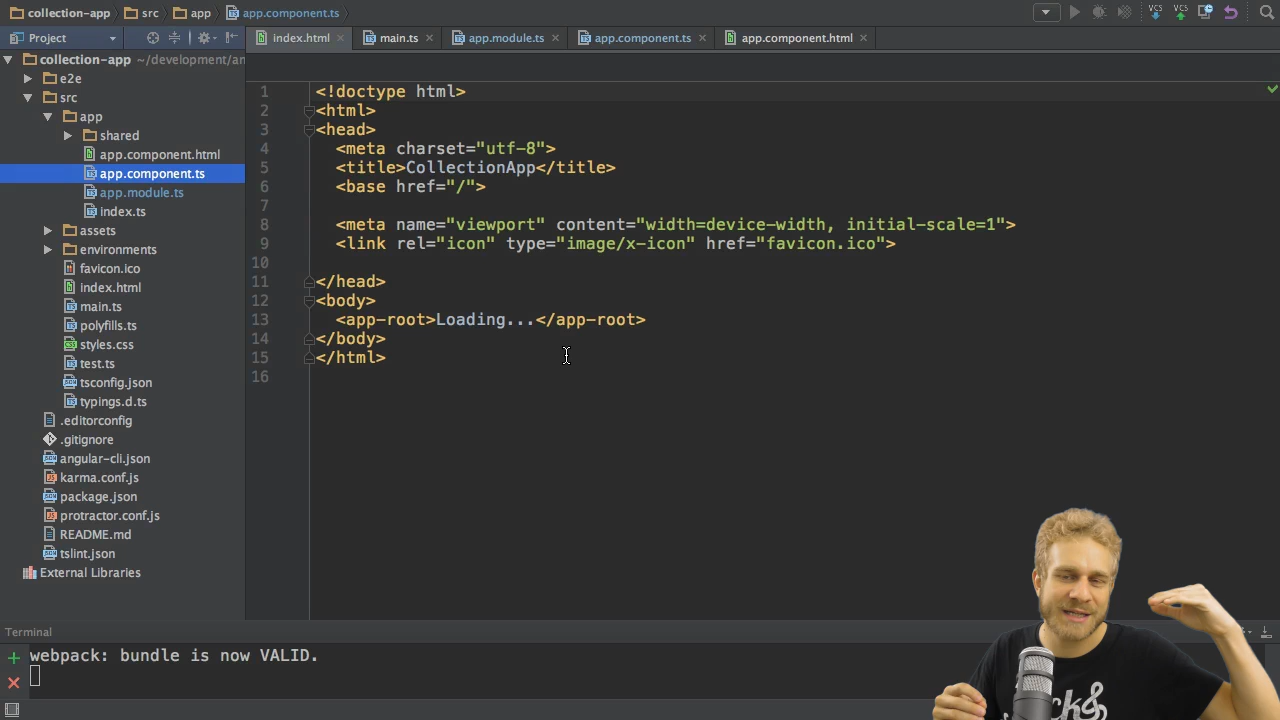 collection-app src app app.component.ts
Project
index.html main.ts app.module.ts app.component.ts app.component.html
collection-app ~/development/an
e2e
src
app
shared
app.component.html
app.component.ts
app.module.ts
index.ts
assets
environments
favicon.ico
index.html
main.ts
polyfills.ts
styles.css
test.ts
tsconfig.json
typings.d.ts
.editorconfig
.gitignore
angular-cli.json
karma.conf.js
package.json
protractor.conf.js
README.md
tslint.json
External Libraries
VCS VCS
1 <!doctype html>
2 <html>
3 <head>
4 <meta charset="utf-8">
5 <title>CollectionApp</title>
6 <base href="/">
7
8 <meta name="viewport" content="width=device-width, initial-scale=1">
9 <link rel="icon" type="image/x-icon" href="favicon.ico">
10
11 </head>
12 <body>
13 <app-root>Loading...</app-root>
14 </body>
15 </html>
16
Terminal
webpack: bundle is now VALID.